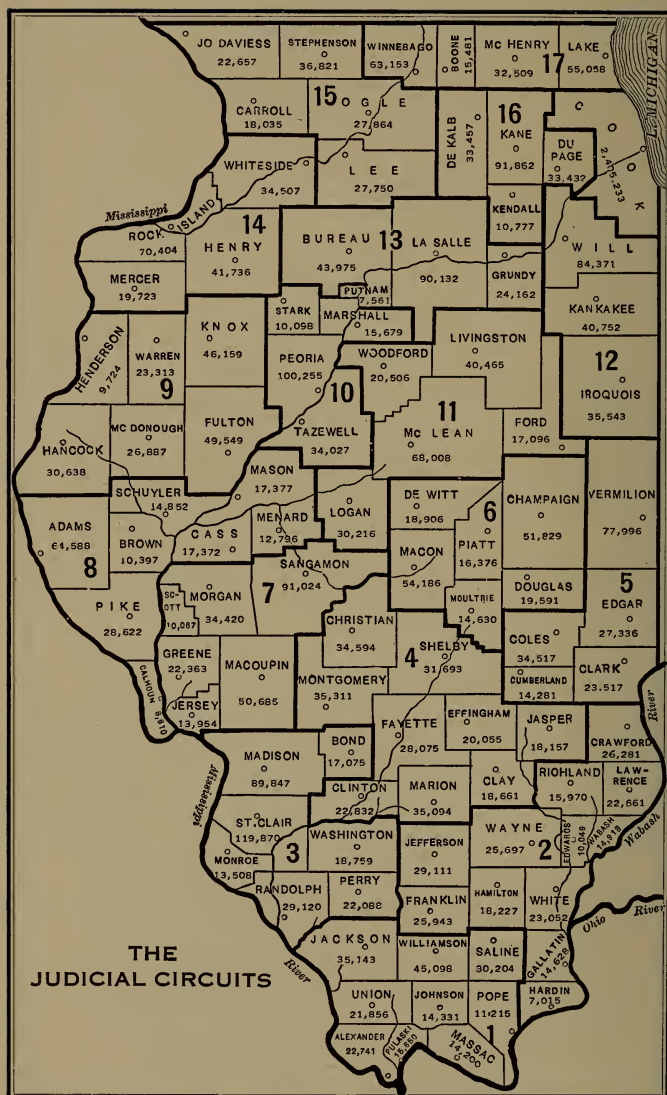 JO DAVIESS
22,657
STEPHENSON
36,821
WINNEBAGO
63,153
BOONE
15,481
MC HENRY
32,509
17
LAKE
55,058
L. MICHIGAN
CARROLL
18,035
15
OGLE
27,864
DE KALB
33,457
16
KANE
91,862
DU
PAGE
33,432
COOK
2,405.233
WHITESIDE
34,507
LEE
27,750
KENDALL
10,777
Mississippi
ROCK ISLAND
70,404
14
HENRY
41,736
BUREAU
43,975
13
LA SALLE
90,132
GRUNDY
24,162
WILL
84,371
MERCER
19,723
PUTNAM
7,561
KANKAKEE
40,752
HENDERSON
9,724
WARREN
23,313
9
KNOX
46,159
STARK
10,098
MARSHALL
15,679
PEORIA
100,255
WOODFORD
20,506
LIVINGSTON
40,465
12
IROQUOIS
35,543
10
11
HANCOCK
30,638
MC DONOUGH
26,887
FULTON
49,549
TAZEWELL
34,027
MC LEAN
68,008
FORD
17,096
MASON
17,377
SCHUYLER
14,852
ADAMS
64,588
8
BROWN
10,397
CASS
17,372
MENARD
12,796
LOGAN
30,216
DE WITT
18,906
6
PIATT
16,376
CHAMPAIGN
51,829
VERMILION
77,996
MACON
54,186
SANGAMON
91,024
7
PIKE
28,622
SC-
OTT
10,067
MORGAN
34,420
CHRISTIAN
34,594
MOULTRIE
14,630
DOUGLAS
19,591
5
EDGAR
27,336
4
SHELBY
31,693
COLES
34,517
CLARK
23.517
CUMBERLAND
14,281
GREENE
22,363
MACOUPIN
50,685
MONTGOMERY
35,311
CALHOUN
8,610
JERSEY
13,954
FAYETTE
28,075
EFFINGHAM
20,055
JASPER
18,157
CRAWFORD
26,281
River
MADISON
89,847
BOND
17,075
RICHLAND
15,970
LAW-
RENCE
22,661
CLAY
18,661
MARION
35,094
CLINTON
22,832
Mississippi
ST.CLAIR
119,870
3
WASHINGTON
18,759
JEFFERSON
29,111
WAYNE
25,697
2
EDWARDS
10,049
WABASH
14,913
Wabash
MONROE
13,508
RANDOLPH
29,120
PERRY
22,088
FRANKLIN
25,943
HAMILTON
18,227
WHITE
23,052
Ohio
River
River
JACKSON
35,143
WILLIAMSON
45,098
SALINE
30,204
GALLATIN
14,628
HARDIN
7,015
UNION
21,856
JOHNSON
14,331
POPE
11,215
1
ALEXANDER
22,741
PULASKI
MASSAC
14,200
THE
JUDICIAL CIRCUITS